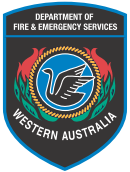 DEPARTMENT OF
FIRE & EMERGENCY SERVICES
WESTERN AUSTRALIA